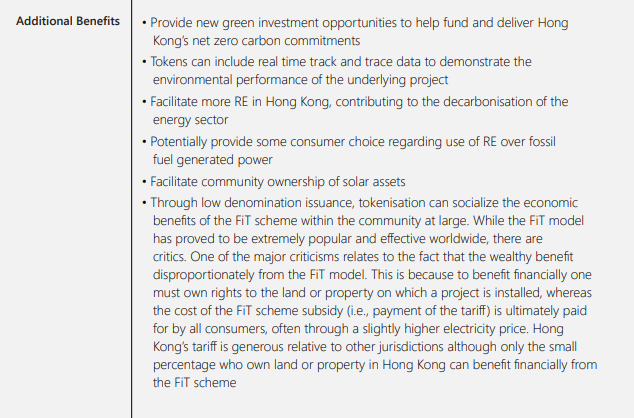 Additional Benefits
• Provide new green investment opportunities to help fund and deliver Hong
Kong's net zero carbon commitments
• Tokens can include real time track and trace data to demonstrate the
environmental performance of the underlying project
• Facilitate more RE in Hong Kong, contributing to the decarbonisation of the
energy sector
• Potentially provide some consumer choice regarding use of RE over fossil
fuel generated power
• Facilitate community ownership of solar assets
• Through low denomination issuance, tokenisation can socialize the economic
benefits of the FiT scheme within the community at large. While the FiT model
has proved to be extremely popular and effective worldwide, there are
critics. One of the major criticisms relates to the fact that the wealthy benefit
disproportionately from the FiT model. This is because to benefit financially one
must own rights to the land or property on which a project is installed, whereas
the cost of the FiT scheme subsidy (i.e., payment of the tariff) is ultimately paid
for by all consumers, often through a slightly higher electricity price. Hong
Kong's tariff is generous relative to other jurisdictions although only the small
percentage who own land or property in Hong Kong can benefit financially from
the FiT scheme